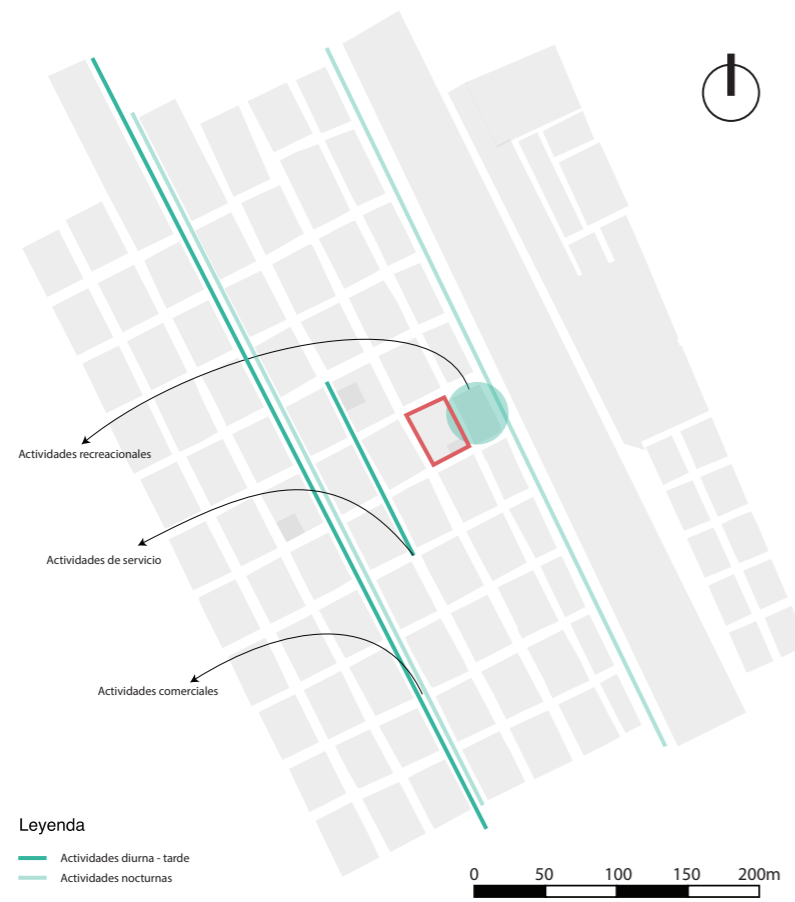 Actividades recreacionales
Actividades de servicio
Actividades comerciales
Leyenda
Actividades diurna - tarde
Actividades nocturnas
0 50 100 150 200m